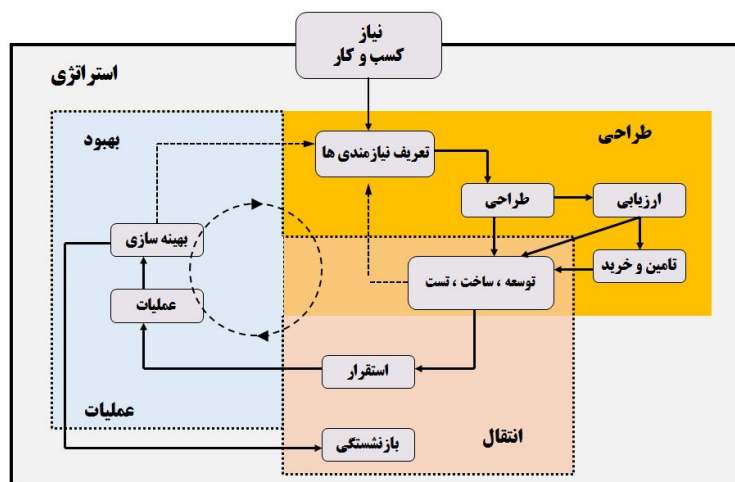 نیاز
کسب و کار
استراتژی
طراحی
بهبود
تعریف نیازمندی ها
طراحی
ارزیابی
بهینه سازی
تامین و خرید
توسعه ، ساخت ، تست
عملیات
استقرار
عملیات
انتقال
بازنشستگی